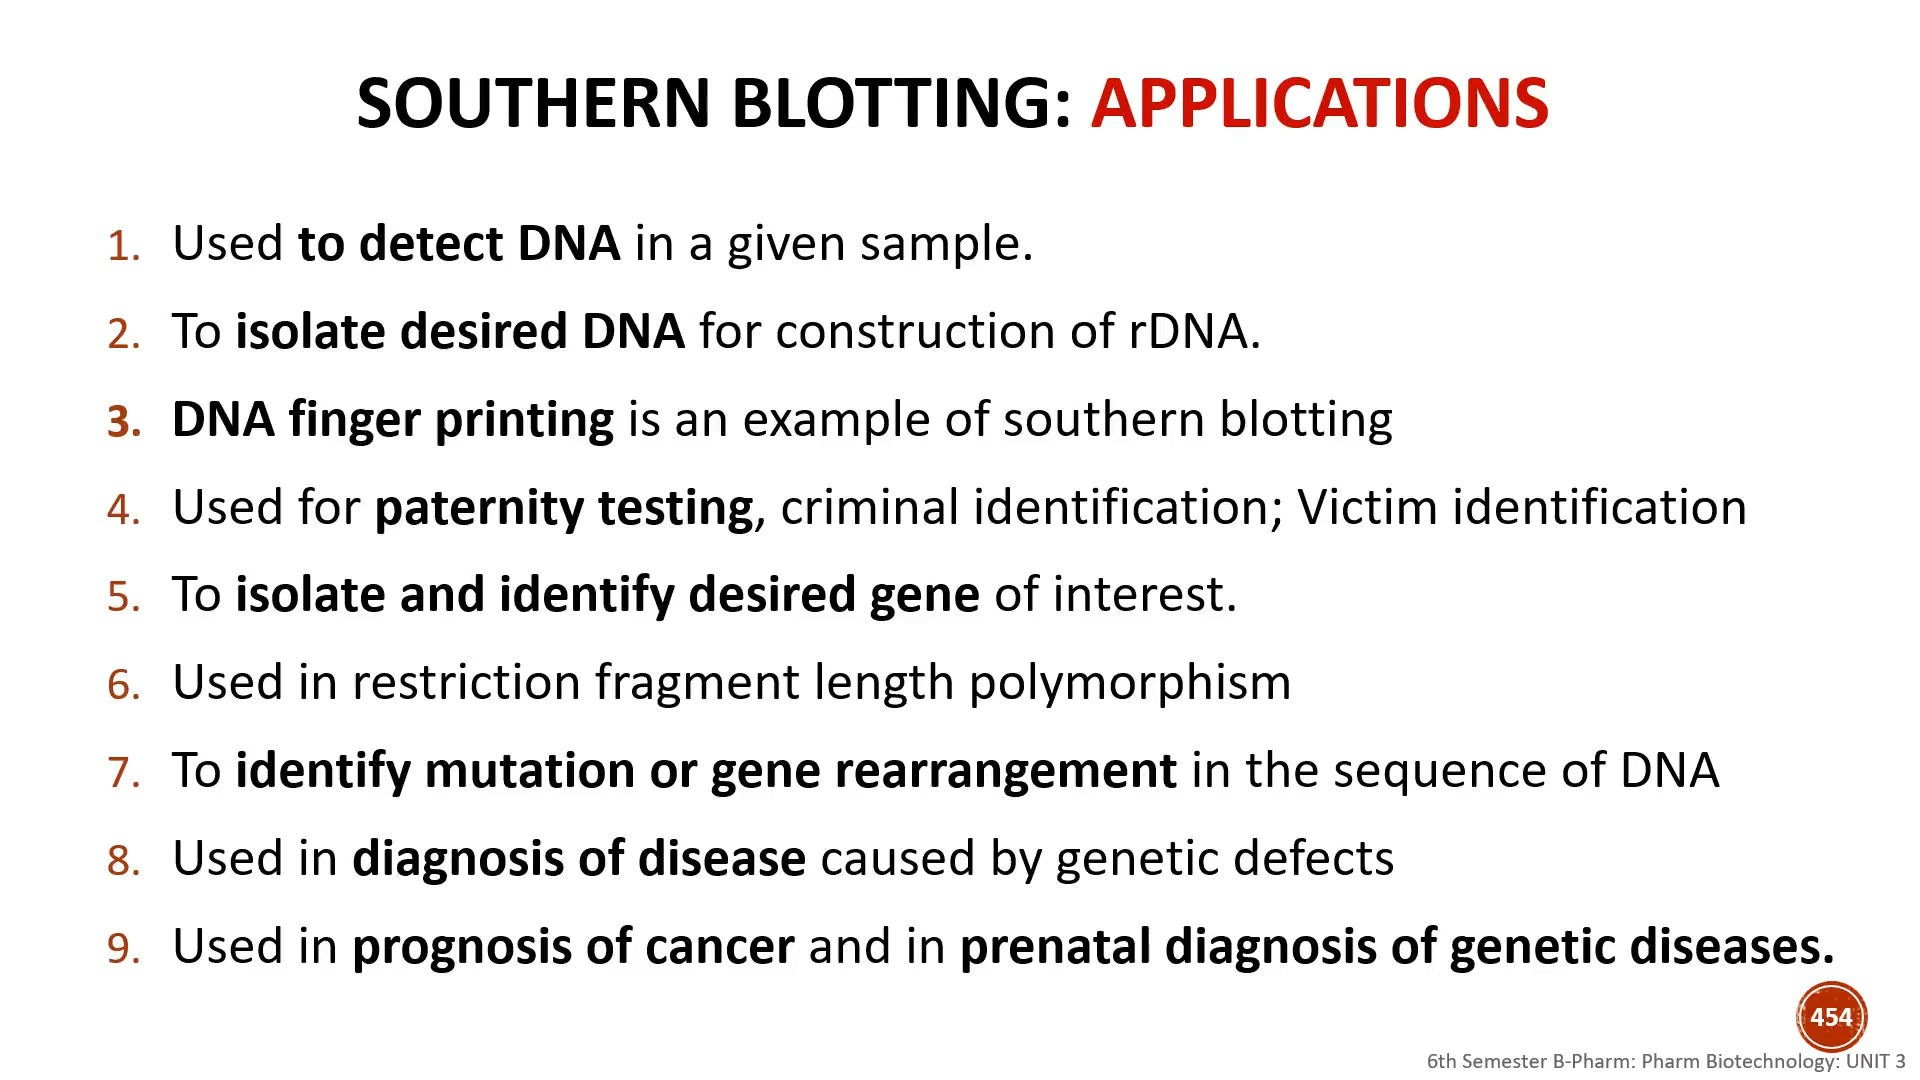 SOUTHERN BLOTTING: APPLICATIONS
1. Used to detect DNA in a given sample.
2. To isolate desired DNA for construction of rDNA.
3. DNA finger printing is an example of southern blotting
4. Used for paternity testing, criminal identification; Victim identification
5. To isolate and identify desired gene of interest.
6. Used in restriction fragment length polymorphism
7. To identify mutation or gene rearrangement in the sequence of DNA
8. Used in diagnosis of disease caused by genetic defects
9. Used in prognosis of cancer and in prenatal diagnosis of genetic diseases.
454
6th Semester B-Pharm: Pharm Biotechnology: UNIT 3